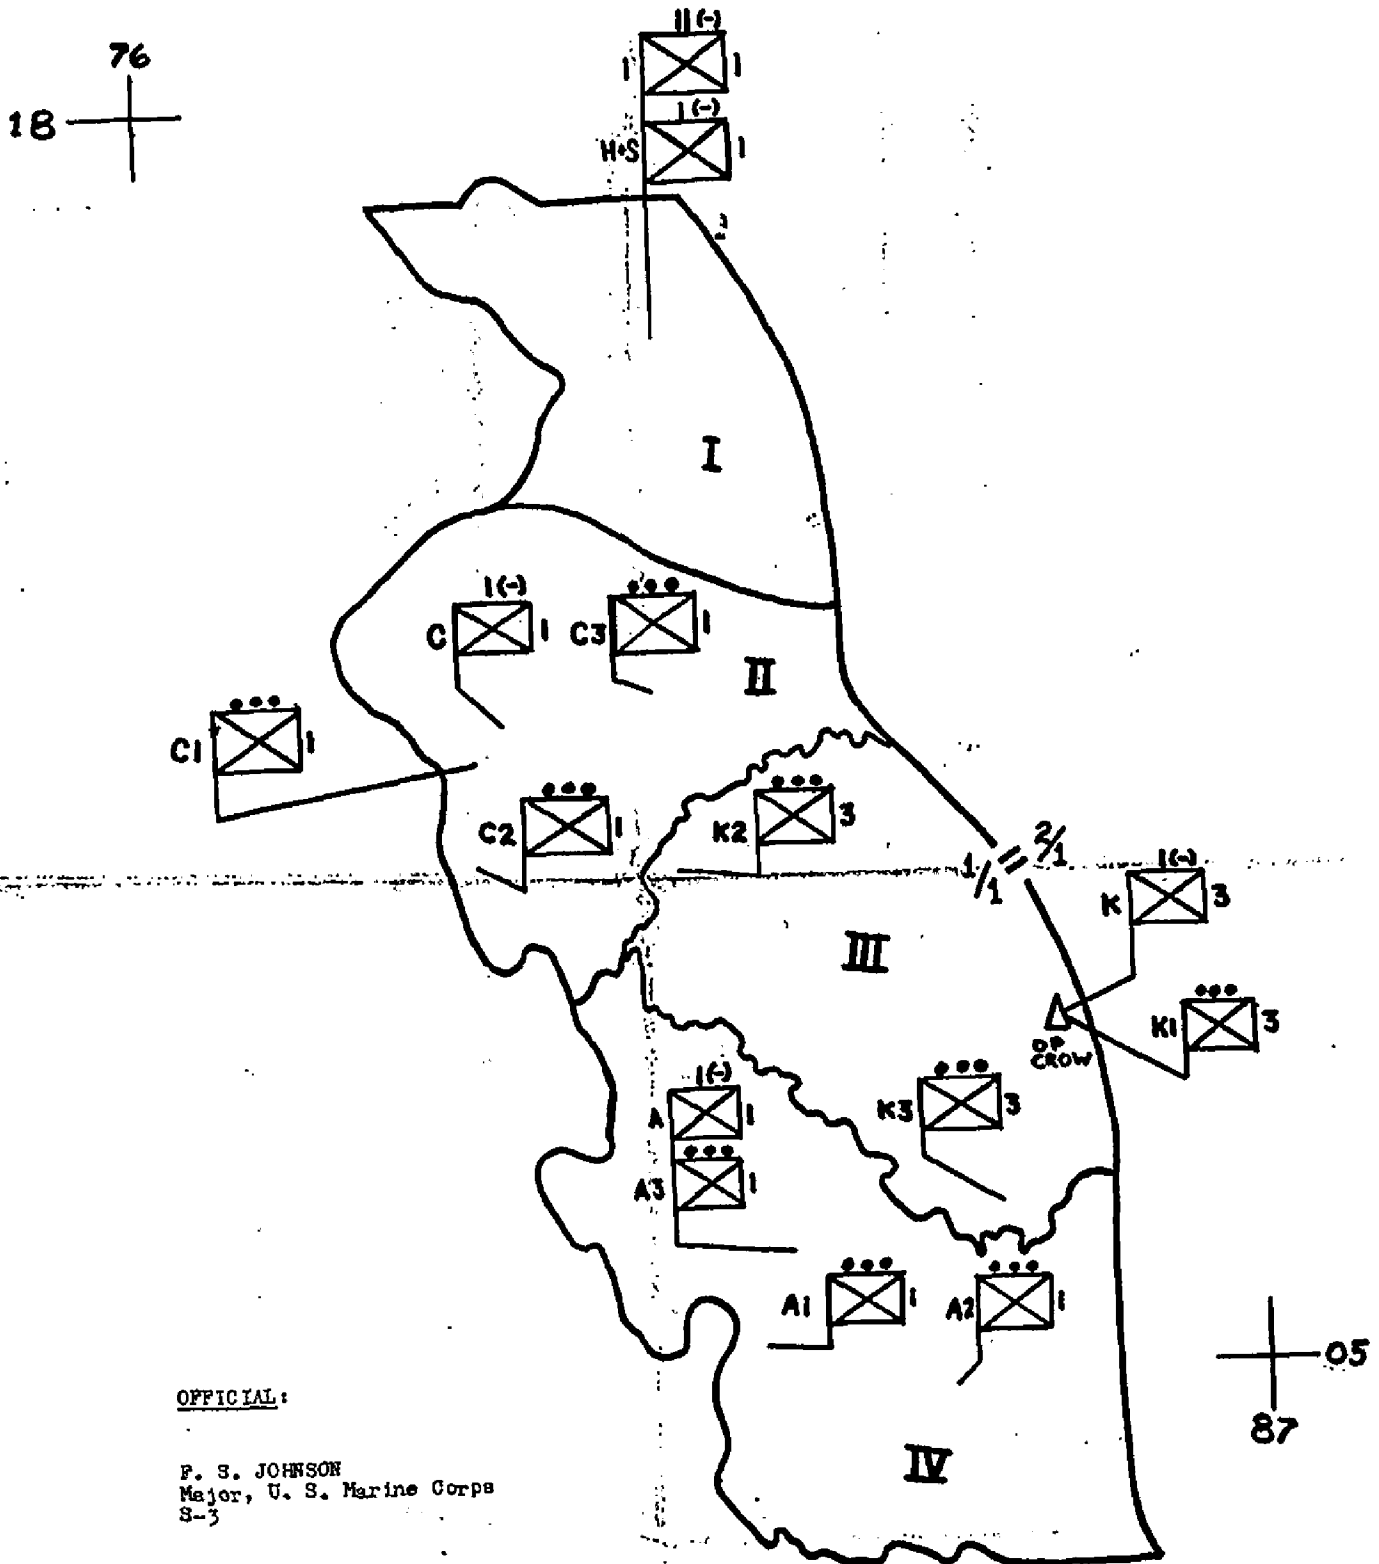 76
18
II (-)
1 1
I (-)
H+S 1
I
I (-)
C 1
C3 1
II
C1 1
C2 1
K2 3
1/1 = 2/1
I (-)
K 3
III
K1 3
OP
CROW
I (-)
A 1
K3 3
A3 1
A1 1
A2 1
05
87
IV
OFFICIAL:
F. S. JOHNSON
Major, U. S. Marine Corps
S-3